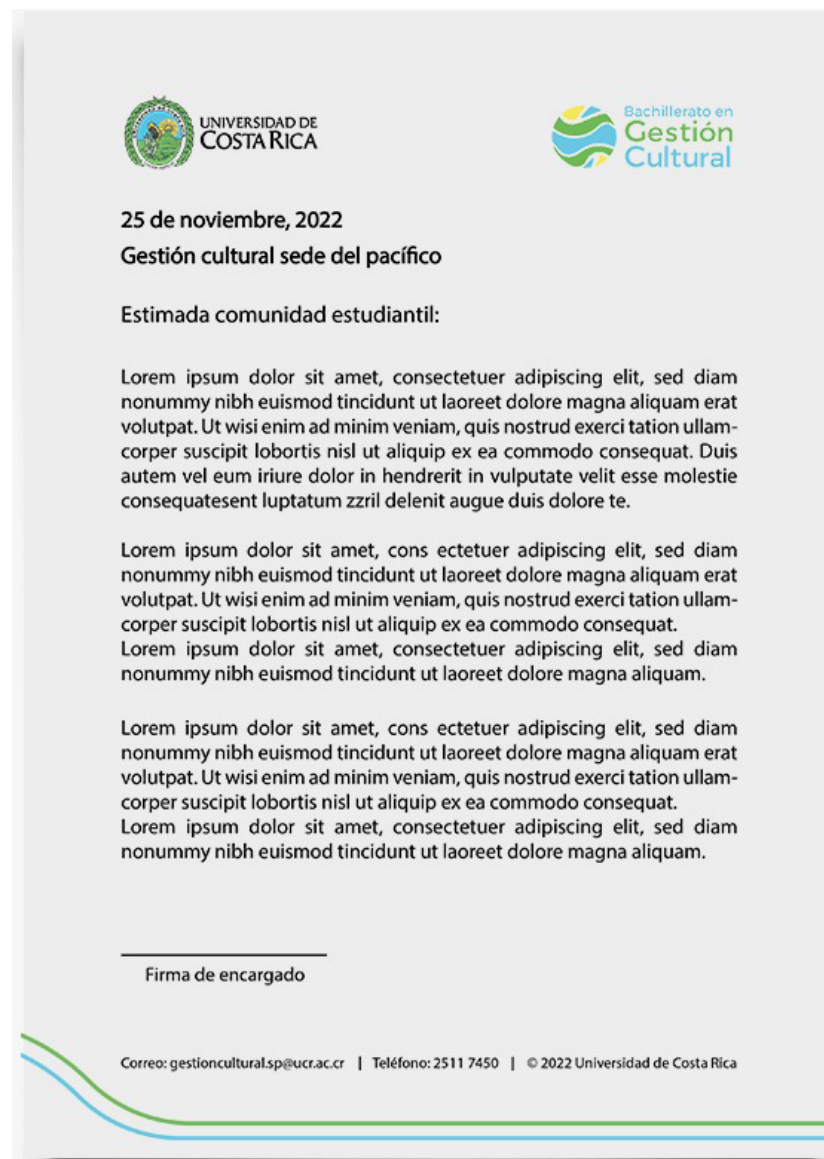 UNIVERSIDAD DE
COSTA RICA
Bachillerato en
Gestión
Cultural
25 de noviembre, 2022
Gestión cultural sede del pacífico
Estimada comunidad estudiantil:
Lorem ipsum dolor sit amet, consectetuer adipiscing elit, sed diam
nonummy nibh euismod tincidunt ut laoreet dolore magna aliquam erat
volutpat. Ut wisi enim ad minim veniam, quis nostrud exerci tation ullam-
corper suscipit lobortis nisl ut aliquip ex ea commodo consequat. Duis
autem vel eum iriure dolor in hendrerit in vulputate velit esse molestie
consequatesent luptatum zzril delenit augue duis dolore te.
Lorem ipsum dolor sit amet, cons ectetuer adipiscing elit, sed diam
nonummy nibh euismod tincidunt ut laoreet dolore magna aliquam erat
volutpat. Ut wisi enim ad minim veniam, quis nostrud exerci tation ullam-
corper suscipit lobortis nisl ut aliquip ex ea commodo consequat.
Lorem ipsum dolor sit amet, consectetuer adipiscing elit, sed diam
nonummy nibh euismod tincidunt ut laoreet dolore magna aliquam.
Lorem ipsum dolor sit amet, cons ectetuer adipiscing elit, sed diam
nonummy nibh euismod tincidunt ut laoreet dolore magna aliquam erat
volutpat. Ut wisi enim ad minim veniam, quis nostrud exerci tation ullam-
corper suscipit lobortis nisl ut aliquip ex ea commodo consequat.
Lorem ipsum dolor sit amet, consectetuer adipiscing elit, sed diam
nonummy nibh euismod tincidunt ut laoreet dolore magna aliquam.
Firma de encargado
Correo: gestioncultural.sp@ucr.ac.cr | Teléfono: 2511 7450 | © 2022 Universidad de Costa Rica